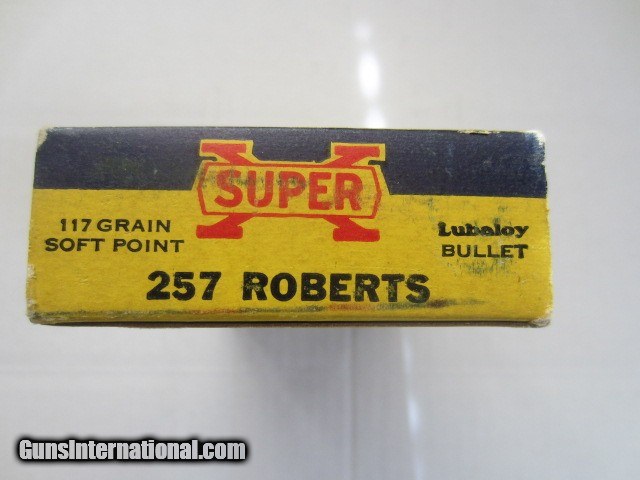 SUPER X
117 GRAIN
SOFT POINT
Lubaloy
BULLET
257 ROBERTS
GunsInternational.com